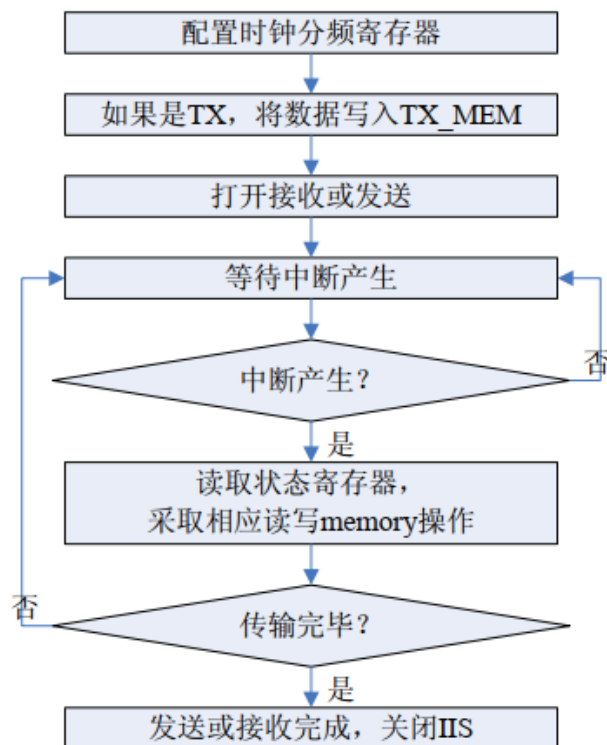 配置时钟分频寄存器
如果是TX，将数据写入TX_MEM
打开接收或发送
等待中断产生
否
中断产生？
是
读取状态寄存器，
采取相应读写memory操作
否
传输完毕？
是
发送或接收完成，关闭IIS